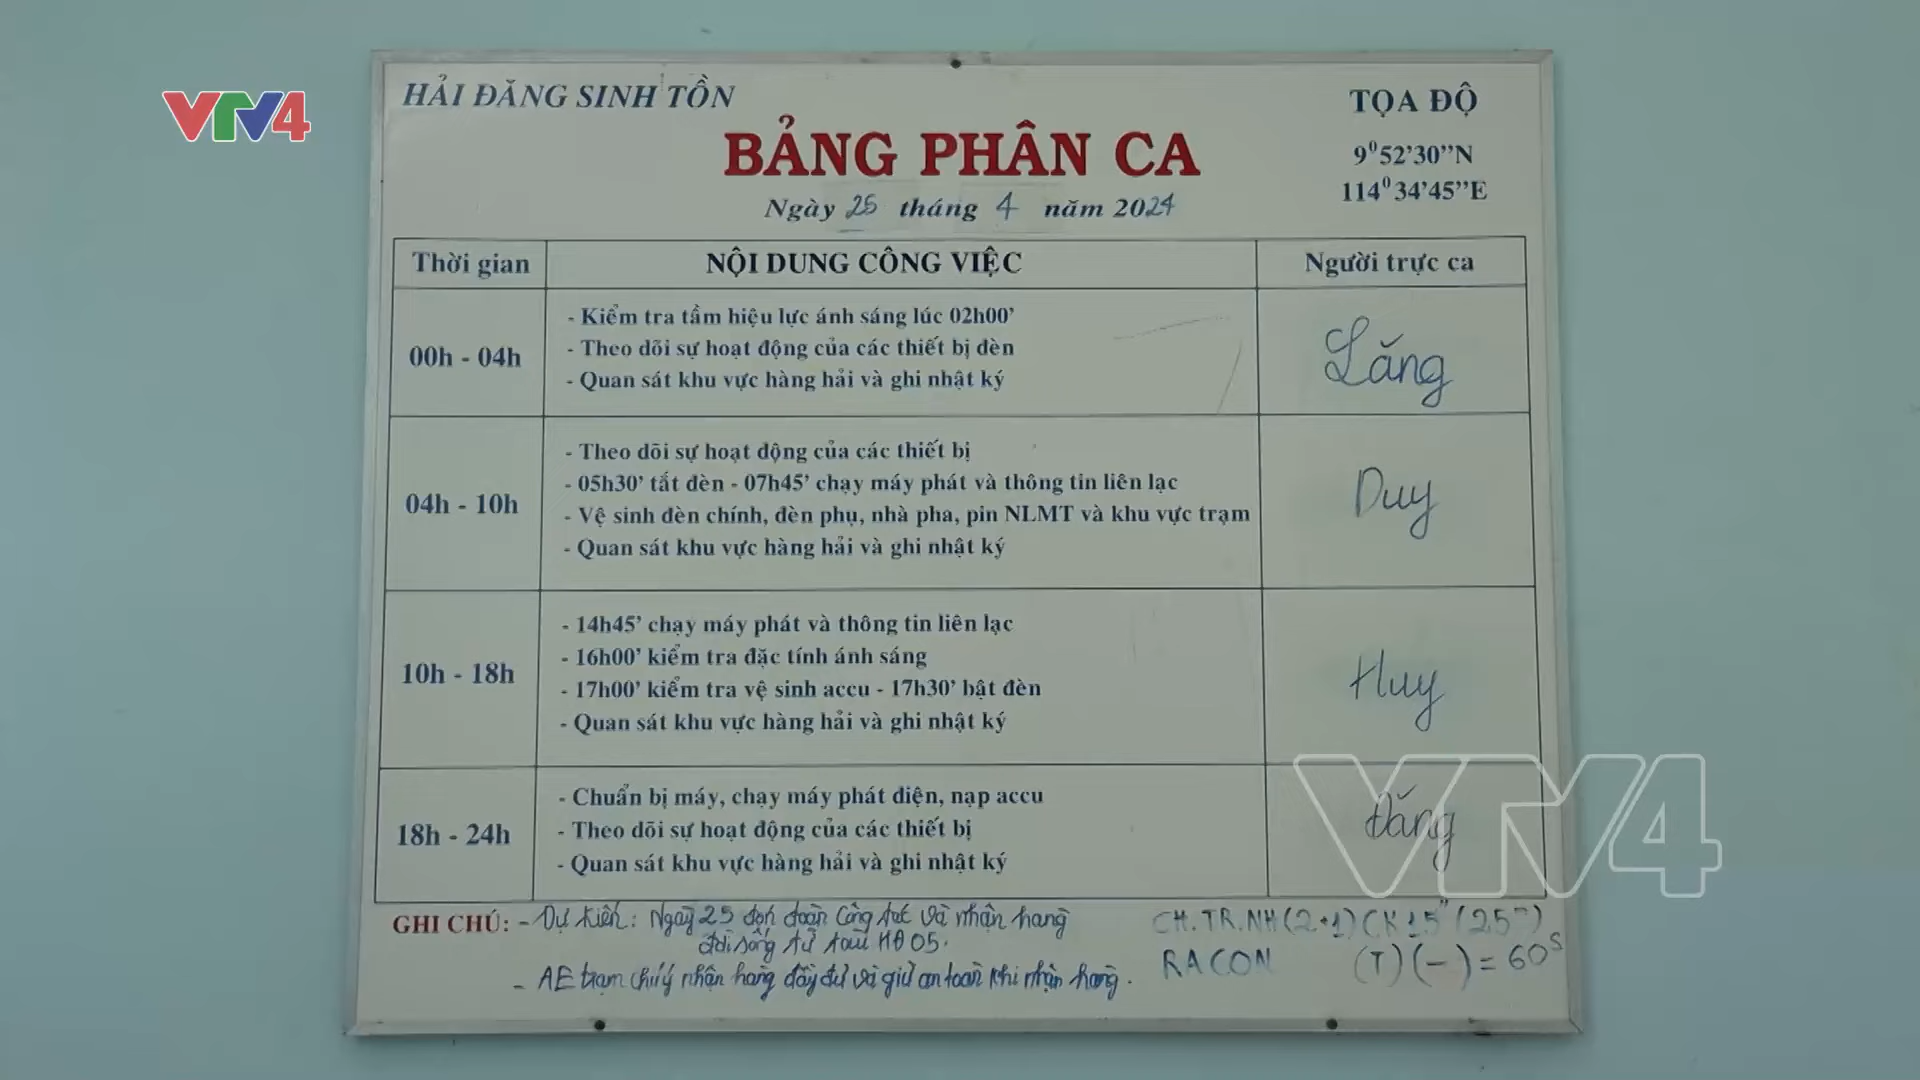 VTV4
HẢI ĐĂNG SINH TỒN
TỌA ĐỘ
BẢNG PHÂN CA
9⁰52’30’’N
114⁰34’45’’E
Ngày 25 tháng 4 năm 2024
Thời gian NỘI DUNG CÔNG VIỆC Người trực ca
- Kiểm tra tầm hiệu lực ánh sáng lúc 02h00’
00h - 04h - Theo dõi sự hoạt động của các thiết bị đèn Lăng
- Quan sát khu vực hàng hải và ghi nhật ký
- Theo dõi sự hoạt động của các thiết bị
- 05h30’ tắt đèn - 07h45’ chạy máy phát và thông tin liên lạc
04h - 10h Duy
- Vệ sinh đèn chính, đèn phụ, nhà pha, pin NLMT và khu vực trạm
- Quan sát khu vực hàng hải và ghi nhật ký
- 14h45’ chạy máy phát và thông tin liên lạc
- 16h00’ kiểm tra đặc tính ánh sáng
10h - 18h Huy
- 17h00’ kiểm tra vệ sinh accu - 17h30’ bật đèn
- Quan sát khu vực hàng hải và ghi nhật ký
- Chuẩn bị máy, chạy máy phát điện, nạp accu
18h - 24h - Theo dõi sự hoạt động của các thiết bị Đăng
- Quan sát khu vực hàng hải và ghi nhật ký
VTV4
GHI CHÚ: - Dự kiến: Ngày 25 đón đoàn công tác và nhận hàng
đời sống từ tàu HĐ05.
- AE trạm chú ý nhận hàng đầy đủ và giữ an toàn khi nhận hàng.
CH.TR.NH(2+1)CK15"(25ᵐ)
RACON (T)(-)=60ˢ